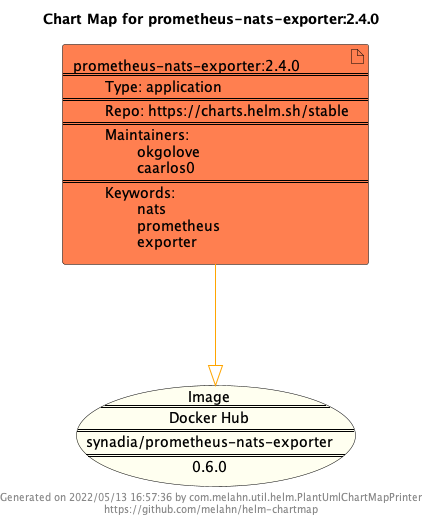 Chart Map for prometheus-nats-exporter:2.4.0
prometheus-nats-exporter:2.4.0
Type: application
Repo: https://charts.helm.sh/stable
Maintainers:
okgolove
caarlos0
Keywords:
nats
prometheus
exporter
Image
Docker Hub
synadia/prometheus-nats-exporter
0.6.0
Generated on 2022/05/13 16:57:36 by com.melahn.util.helm.PlantUmlChartMapPrinter
https://github.com/melahn/helm-chartmap